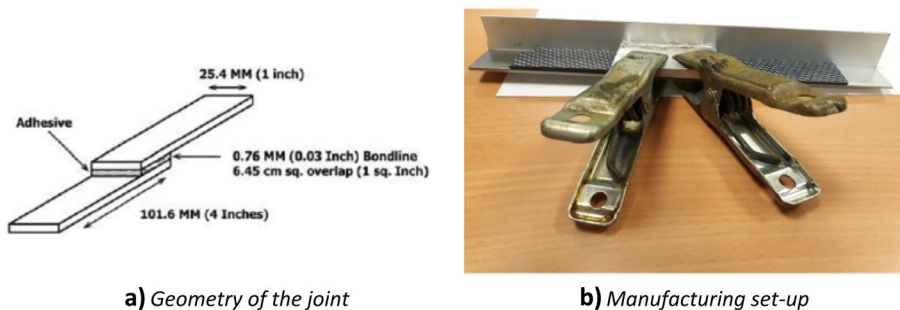 25.4 MM (1 inch)
Adhesive
0.76 MM (0.03 Inch) Bondline
6.45 cm sq. overlap (1 sq. Inch)
101.6 MM (4 Inches)
a) Geometry of the joint
b) Manufacturing set-up